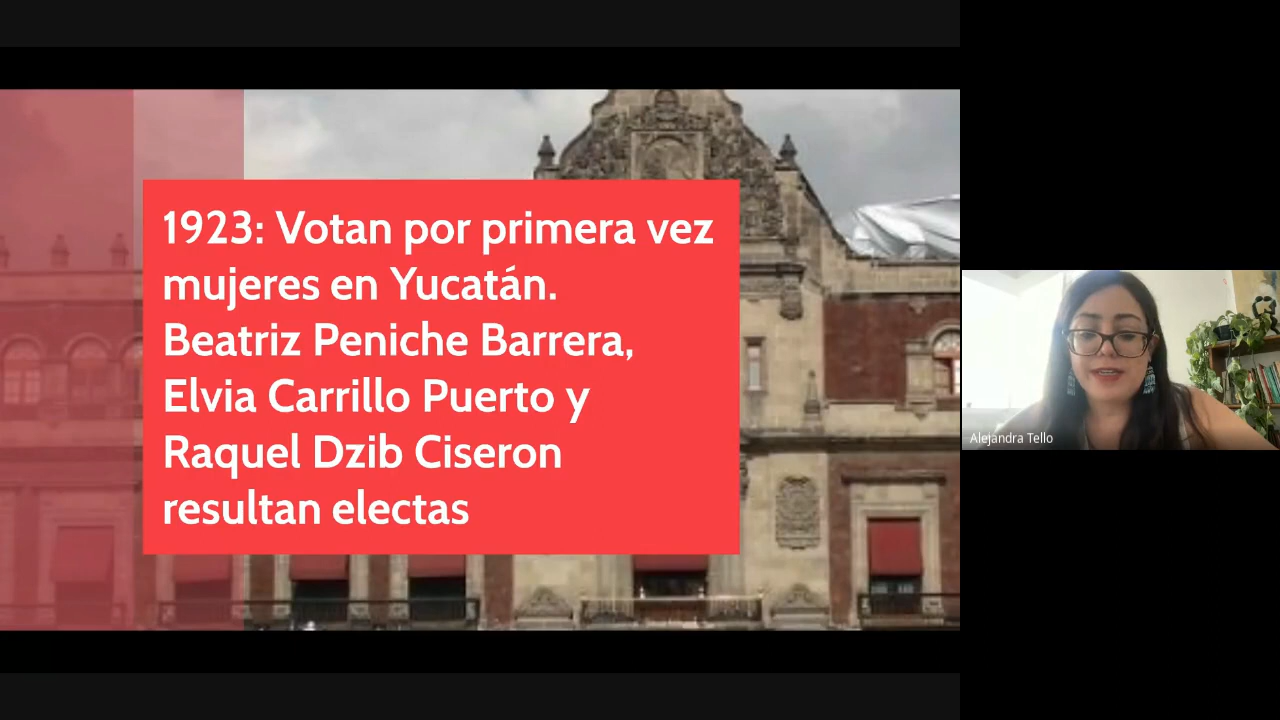 1923: Votan por primera vez
mujeres en Yucatán.
Beatriz Peniche Barrera,
Elvia Carrillo Puerto y
Raquel Dzib Ciseron
resultan electas
Alejandra Tello